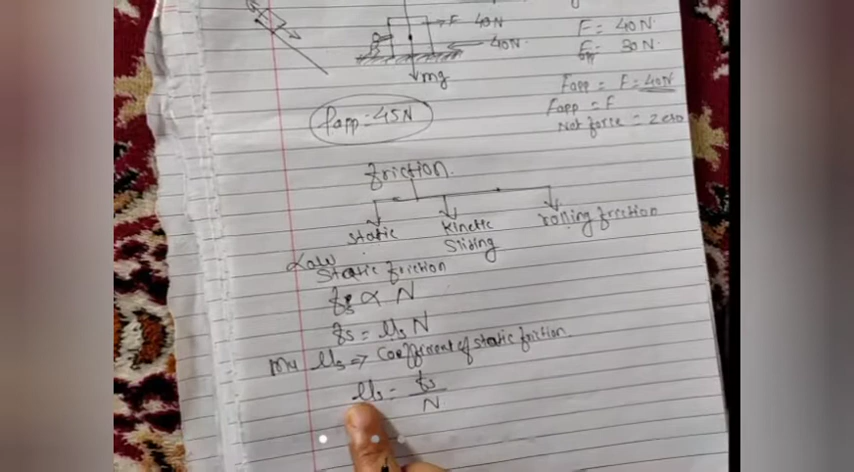 F 40N
F = 40N
40N
F = 30N
mg
Fapp = F = 40N
Fapp = F
Net force = Zero
fapp = 45N
friction.
static
Kinetic
Sliding
rolling friction
Law
Static friction
fs ∝ N
fs = μs N
Mu μs => Coefficient of static friction
μs = fs
N